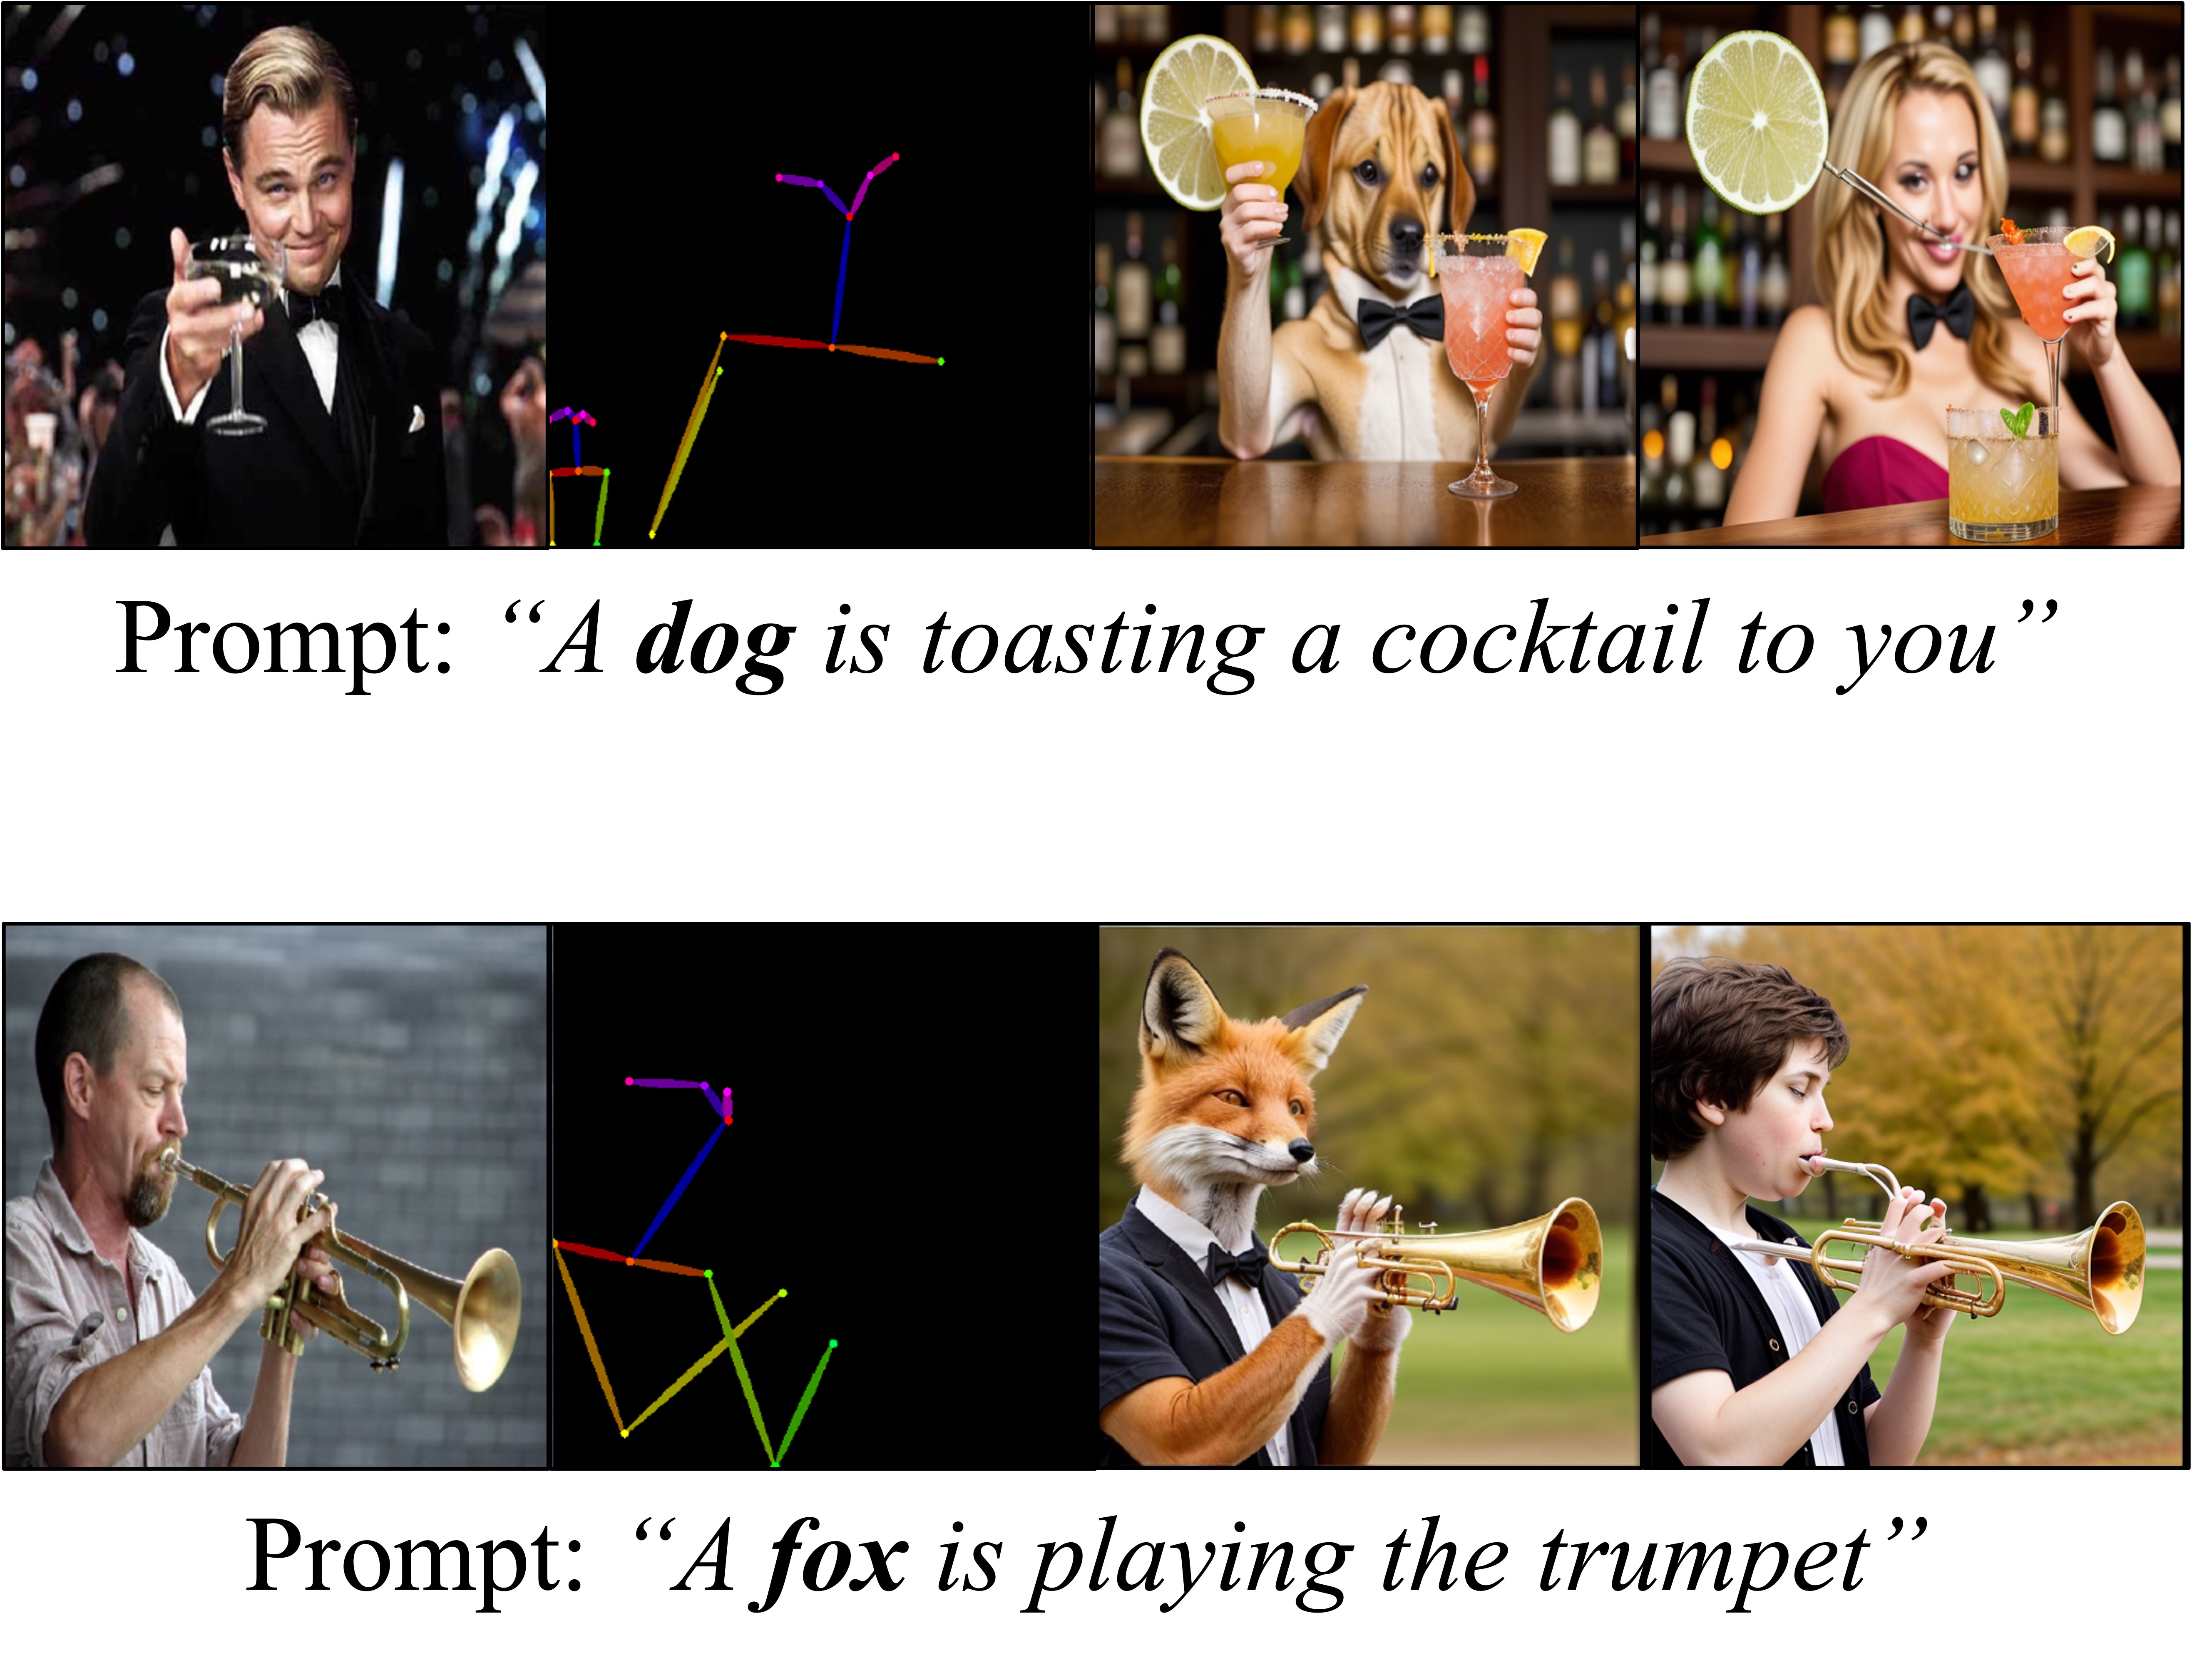 Prompt: “A dog is toasting a cocktail to you”
Prompt: “A fox is playing the trumpet”